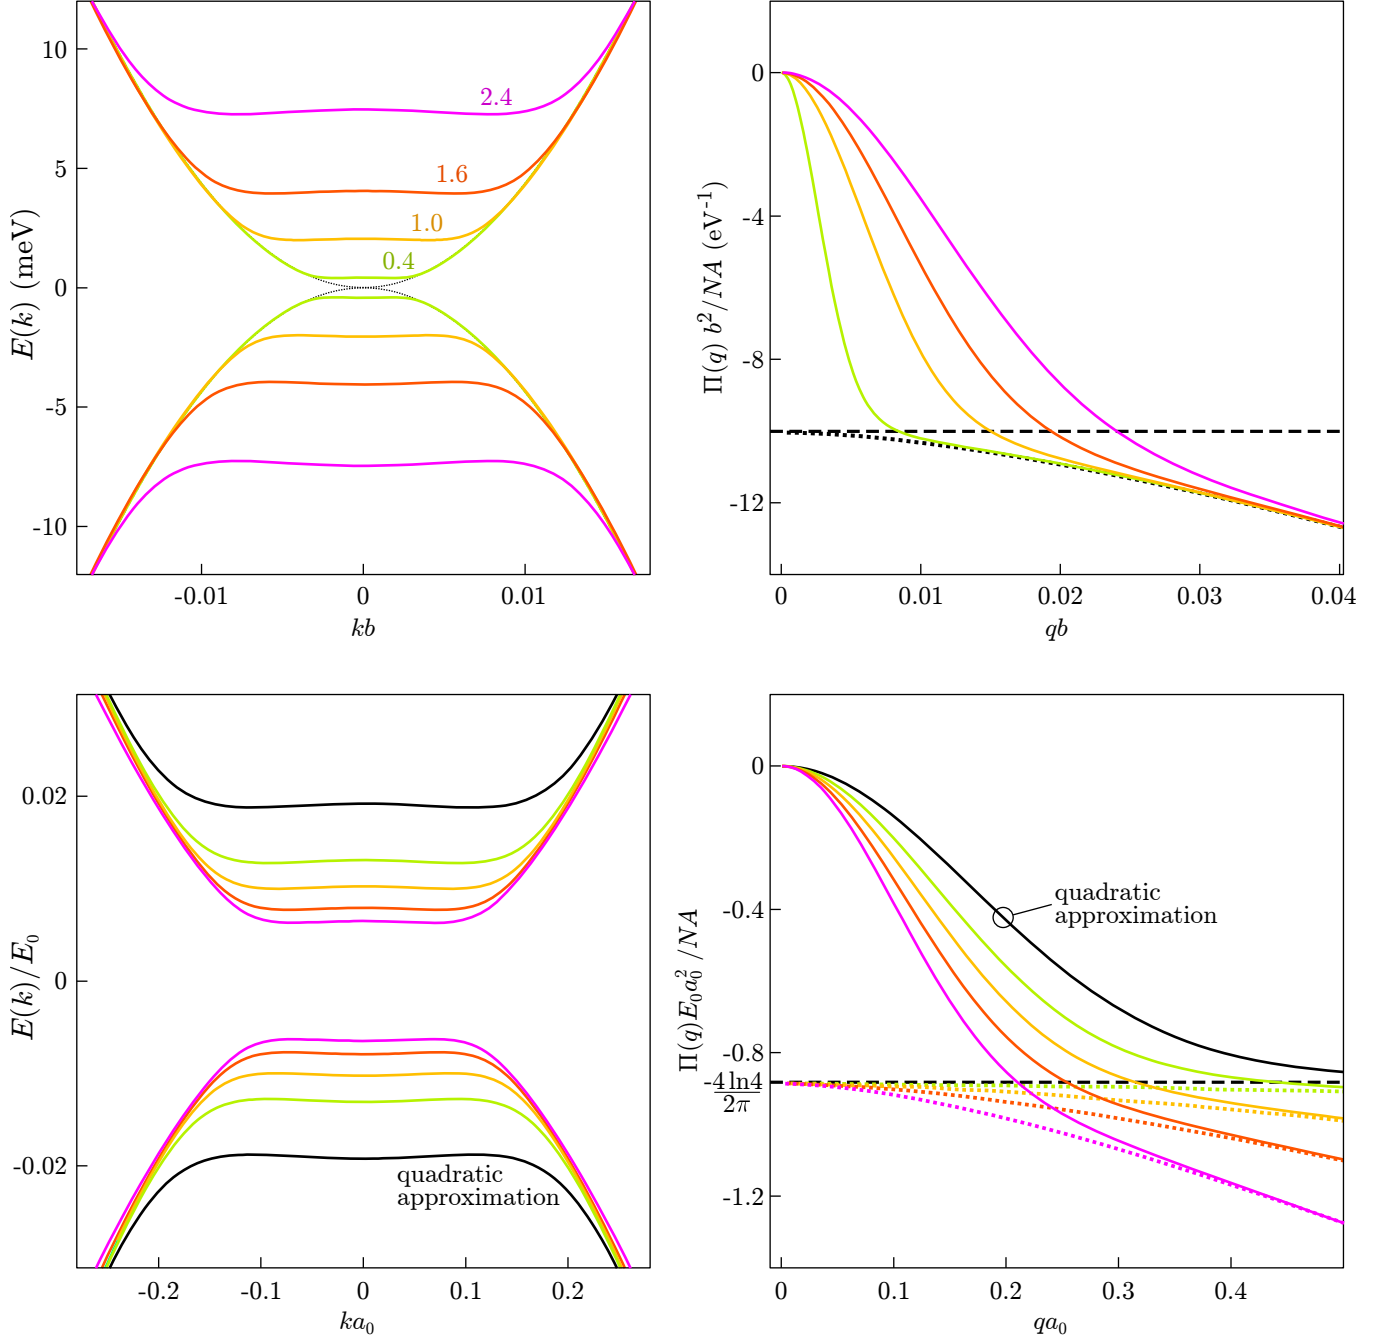 10
5
0
-5
-10
E(k) (meV)
2.4
1.6
1.0
0.4
-0.01
0
0.01
kb
0
-4
-8
-12
Π(q) b²/NA (eV⁻¹)
0
0.01
0.02
0.03
0.04
qb
0.02
0
-0.02
E(k)/E₀
quadratic
approximation
-0.2
-0.1
0
0.1
0.2
ka₀
0
-0.4
-0.8
-4 ln4
2π
-1.2
Π(q)E₀a₀²/NA
quadratic
approximation
0
0.1
0.2
0.3
0.4
qa₀